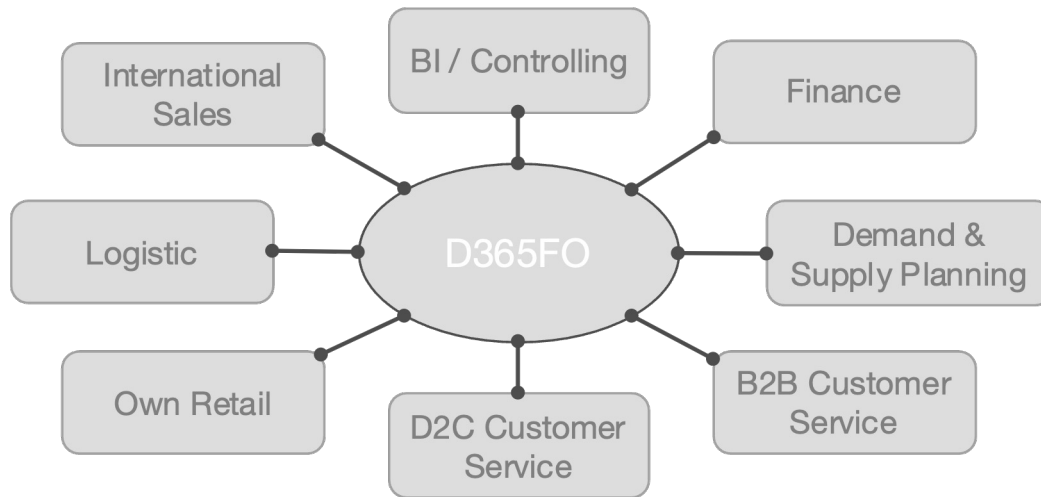 International
Sales
BI / Controlling
Finance
Logistic
D365FO
Demand &
Supply Planning
Own Retail
D2C Customer
Service
B2B Customer
Service